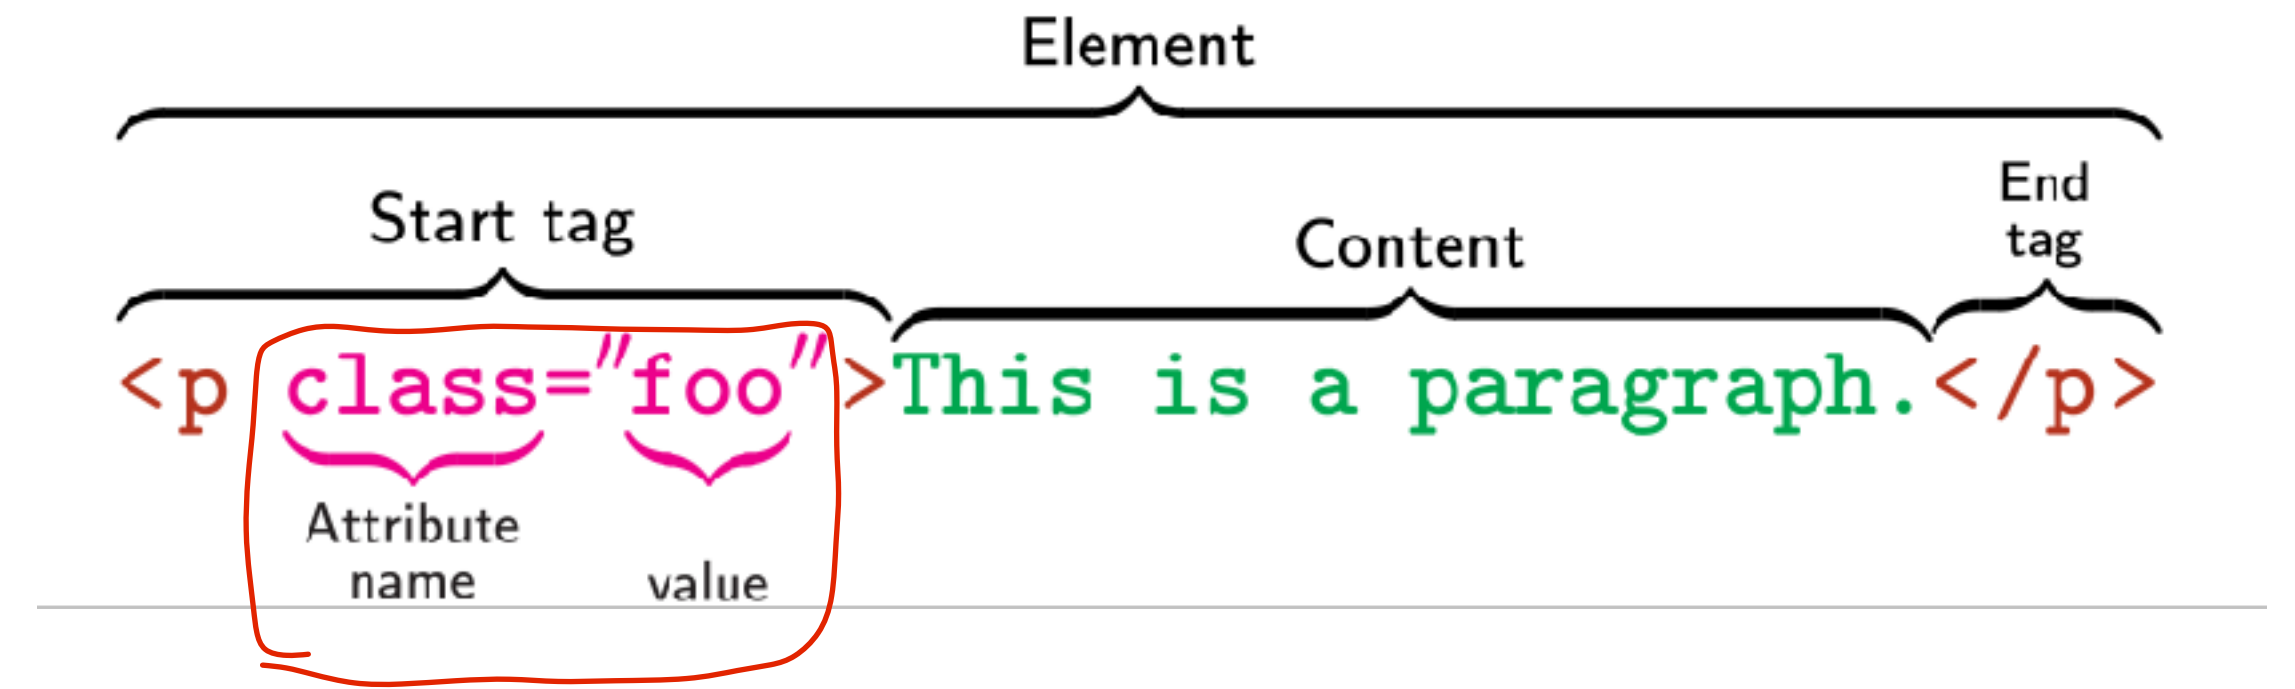 Element
Start tag
Content
End
tag
<p class="foo">This is a paragraph.</p>
Attribute
name
value